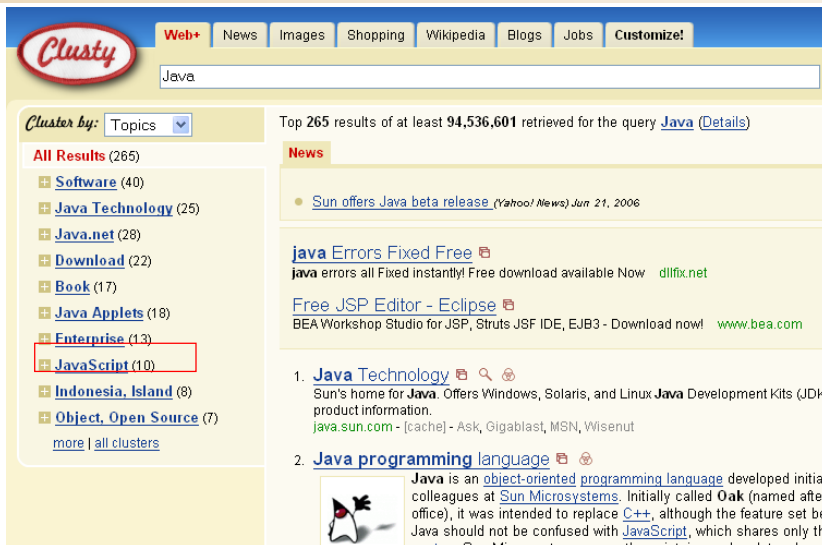 Clusty
Web+ News Images Shopping Wikipedia Blogs Jobs Customize!
Java
Cluster by: Topics
All Results (265)
Software (40)
Java Technology (25)
Java.net (28)
Download (22)
Book (17)
Java Applets (18)
Enterprise (13)
JavaScript (10)
Indonesia, Island (8)
Object, Open Source (7)
more | all clusters
Top 265 results of at least 94,536,601 retrieved for the query Java (Details)
News
Sun offers Java beta release (Yahoo! News) Jun 21, 2006
java Errors Fixed Free
java errors all Fixed instantly! Free download available Now dllfix.net
Free JSP Editor - Eclipse
BEA Workshop Studio for JSP, Struts JSF IDE, EJB3 - Download now! www.bea.com
1. Java Technology
Sun's home for Java. Offers Windows, Solaris, and Linux Java Development Kits (JDK
product information.
java.sun.com - [cache] - Ask, Gigablast, MSN, Wisenut
2. Java programming language
Java is an object-oriented programming language developed initia
colleagues at Sun Microsystems. Initially called Oak (named afte
office), it was intended to replace C++, although the feature set be
Java should not be confused with JavaScript, which shares only th